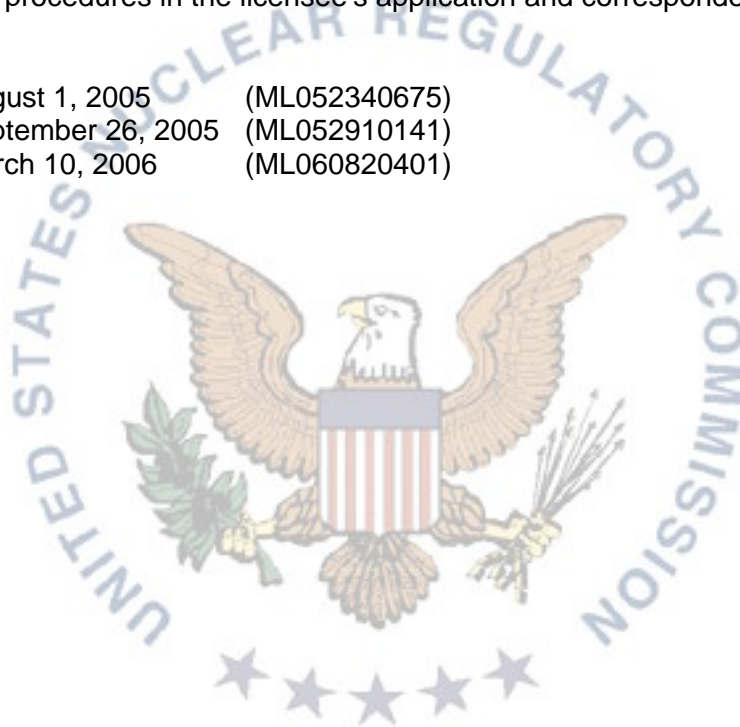 procedures in the licensee's application and corresponde
gust 1, 2005 (ML052340675)
ptember 26, 2005 (ML052910141)
rch 10, 2006 (ML060820401)
UNITED STATES NUCLEAR REGULATORY COMMISSION